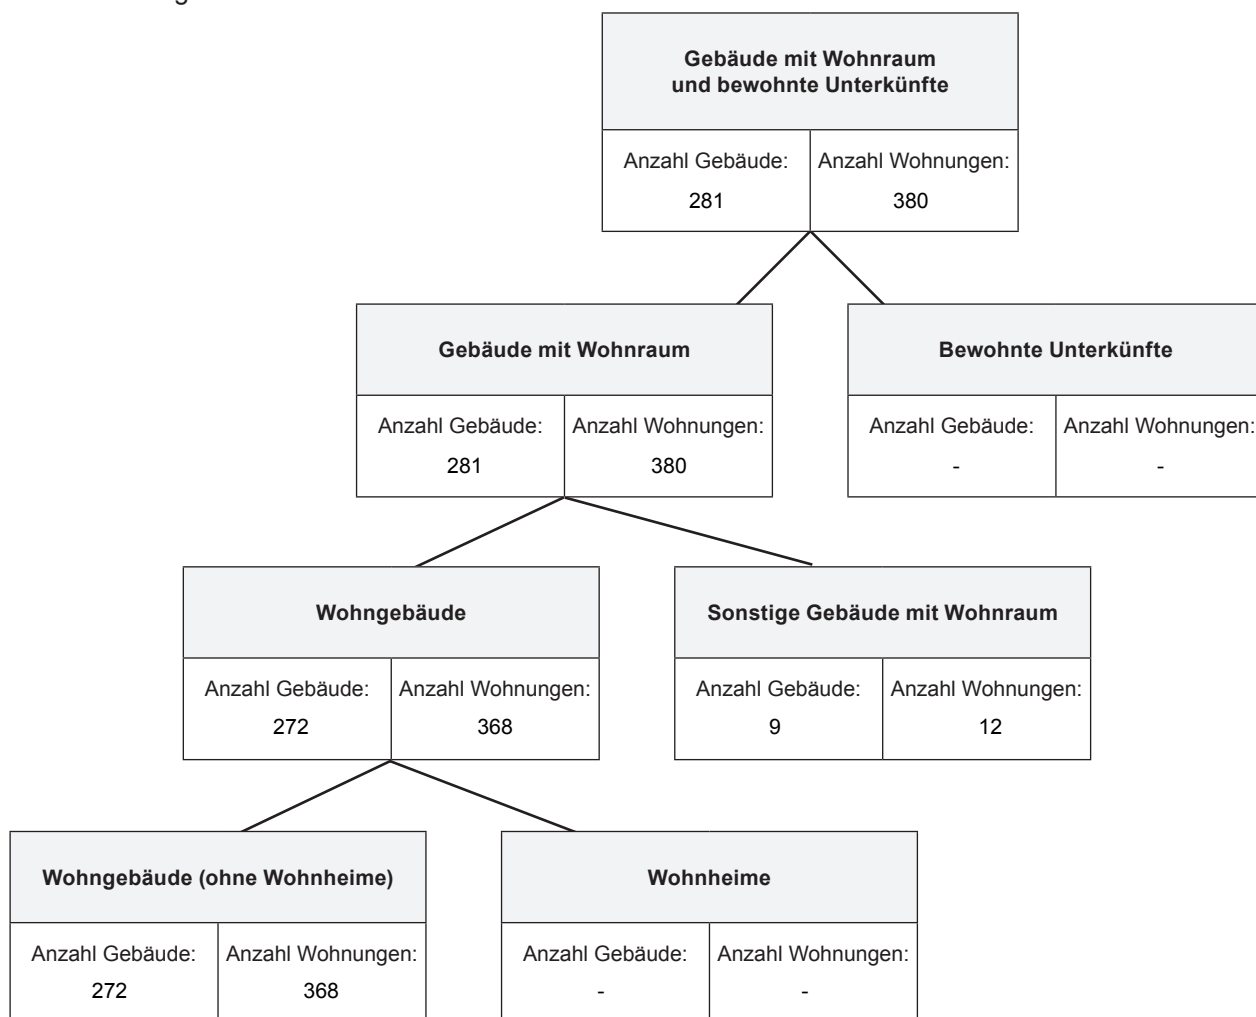 Gebäude mit Wohnraum
und bewohnte Unterkünfte
Anzahl Gebäude: Anzahl Wohnungen:
281 380
Gebäude mit Wohnraum Bewohnte Unterkünfte
Anzahl Gebäude: Anzahl Wohnungen: Anzahl Gebäude: Anzahl Wohnungen:
281 380 - -
Wohngebäude Sonstige Gebäude mit Wohnraum
Anzahl Gebäude: Anzahl Wohnungen: Anzahl Gebäude: Anzahl Wohnungen:
272 368 9 12
Wohngebäude (ohne Wohnheime) Wohnheime
Anzahl Gebäude: Anzahl Wohnungen: Anzahl Gebäude: Anzahl Wohnungen:
272 368 - -